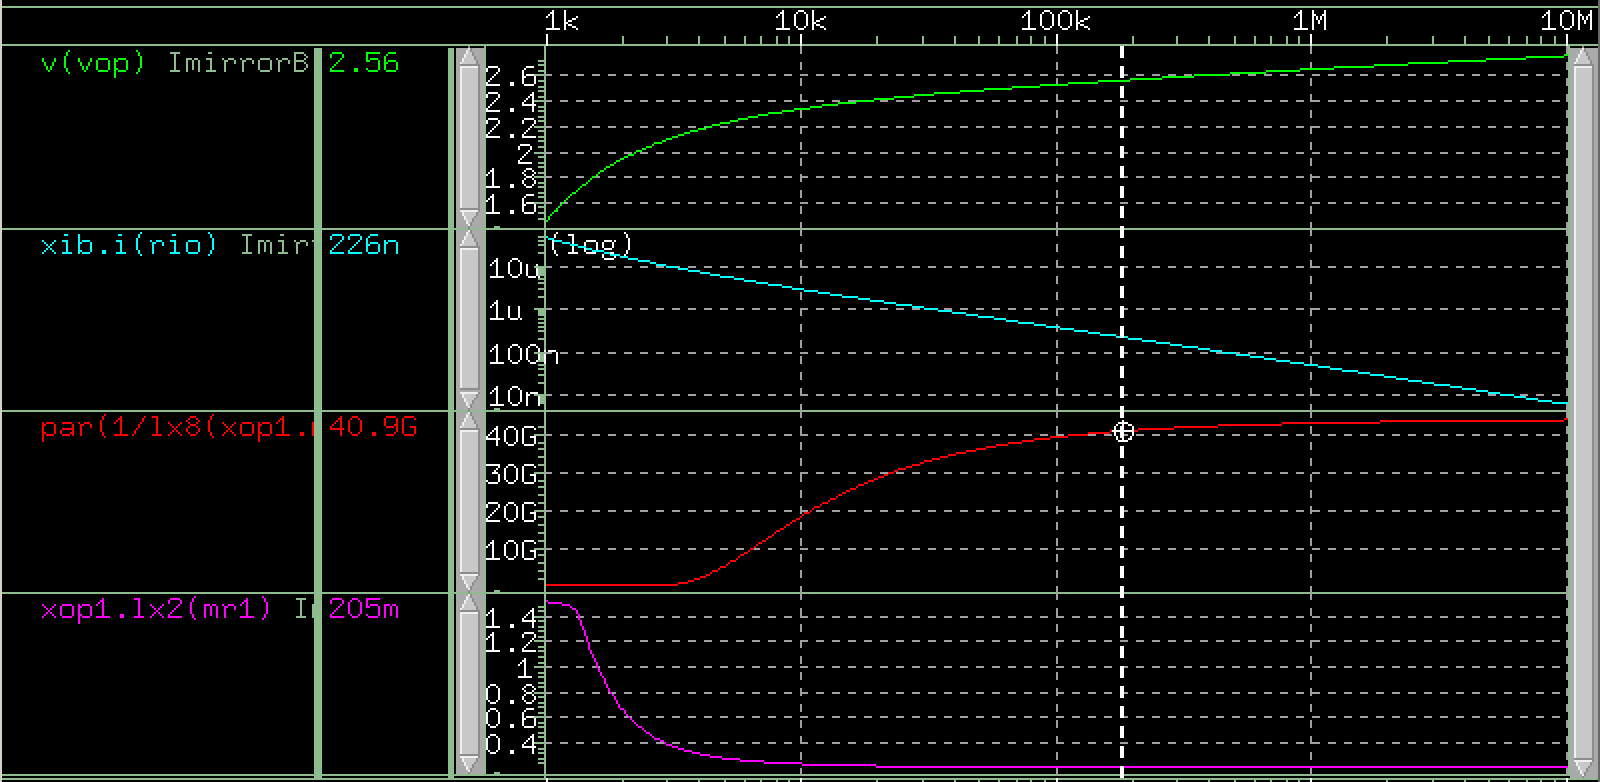 1k 10k 100k 1M 10M
v(vop) ImirrorB 2.56
2.6
2.4
2.2
2
1.8
1.6
xib.i(rio) Imir 226n
(log)
10u
1u
100n
10n
par(1/lx8(xop1. 40.9G
40G
30G
20G
10G
xop1.lx2(mr1) I 205m
1.4
1.2
1
0.8
0.6
0.4